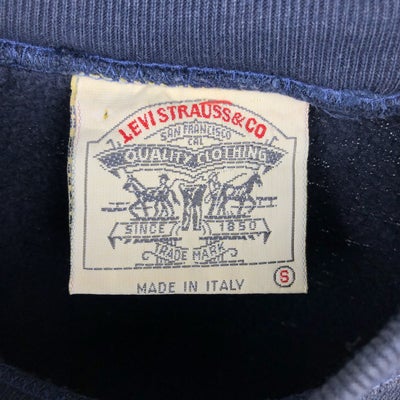 LEVI STRAUSS & CO
SAN FRANCISCO
CAL
QUALITY CLOTHING
SINCE 1850
TRADE MARK
MADE IN ITALY S